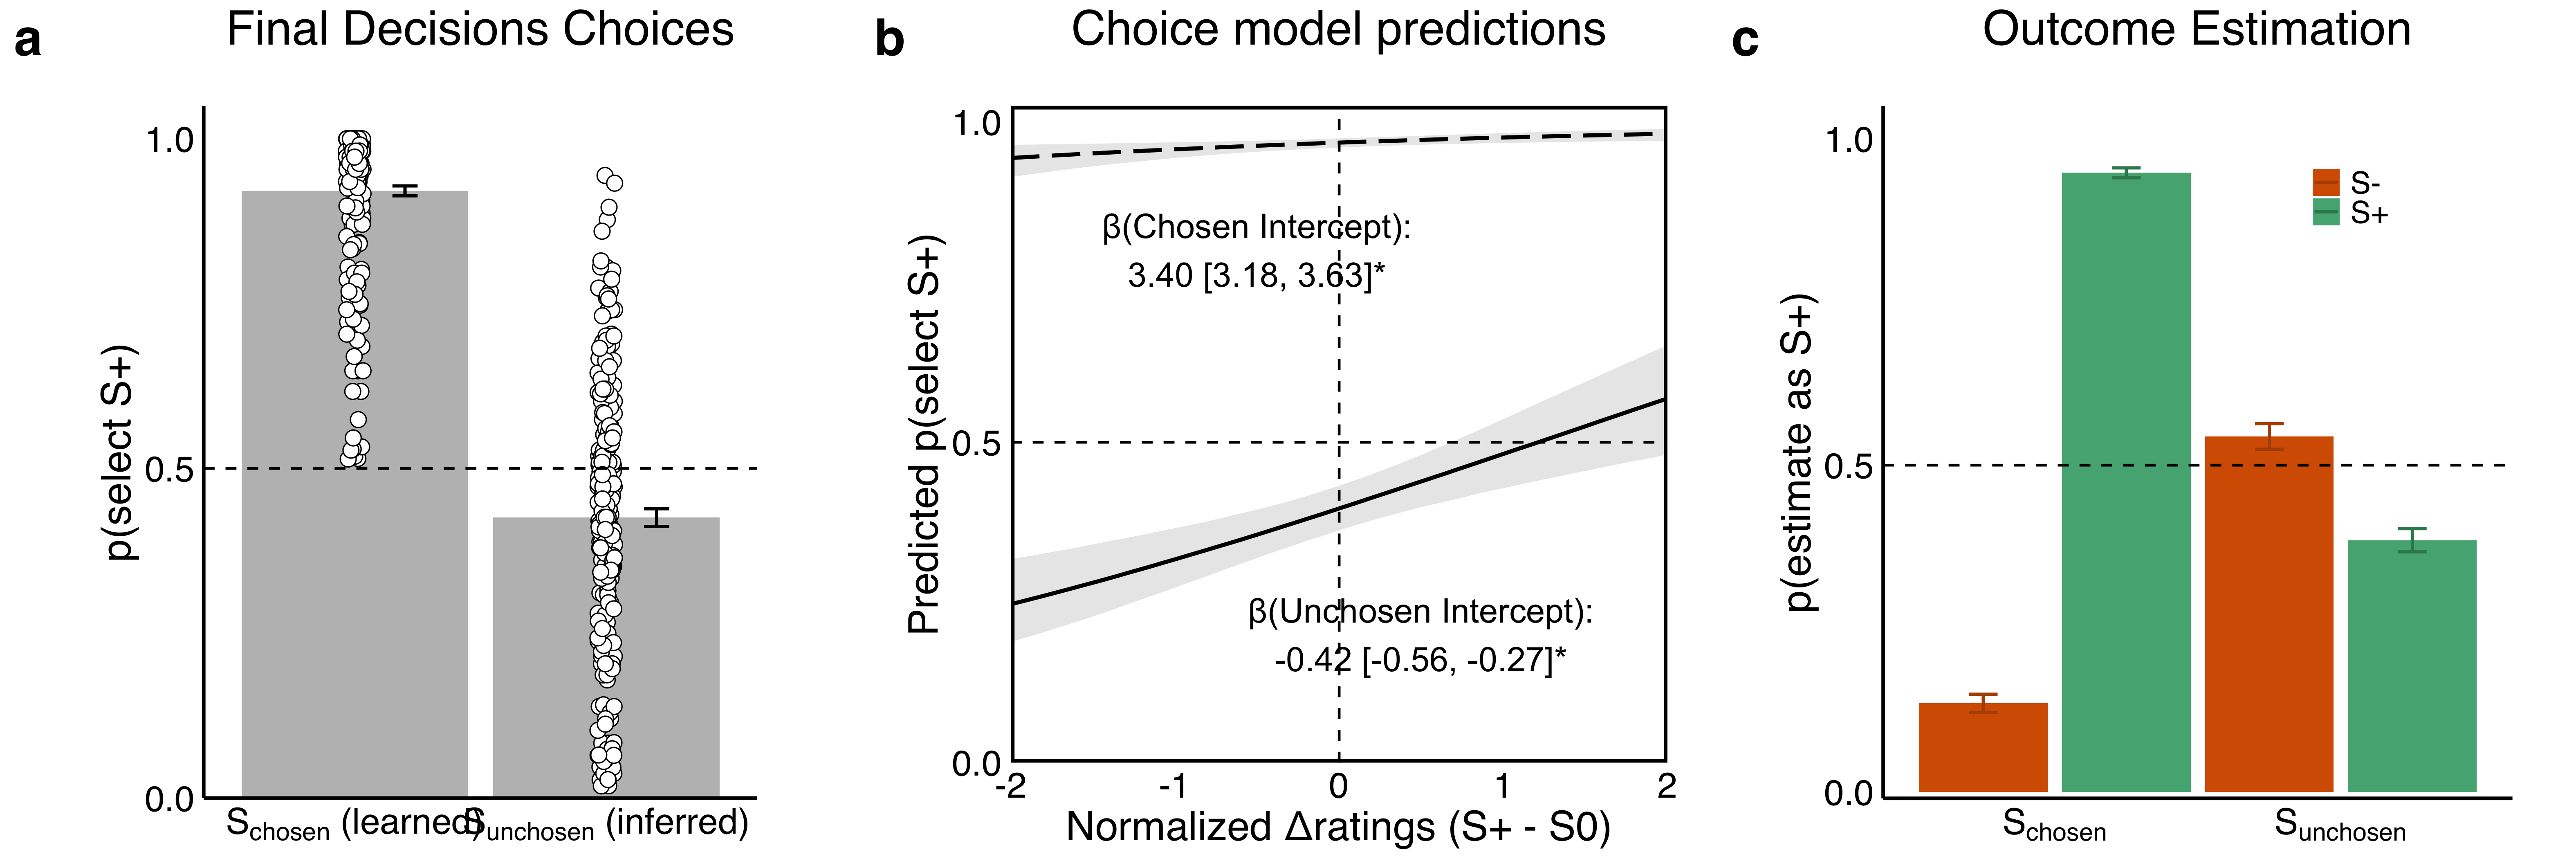 a
Final Decisions Choices
p(select S+)
1.0
0.5
0.0
Schosen (learned)
Sunchosen (inferred)
b
Choice model predictions
Predicted p(select S+)
1.0
0.5
0.0
β(Chosen Intercept):
3.40 [3.18, 3.63]*
β(Unchosen Intercept):
-0.42 [-0.56, -0.27]*
-2 -1 0 1 2
Normalized Δratings (S+ - S0)
c
Outcome Estimation
p(estimate as S+)
1.0
0.5
0.0
S-
S+
Schosen
Sunchosen